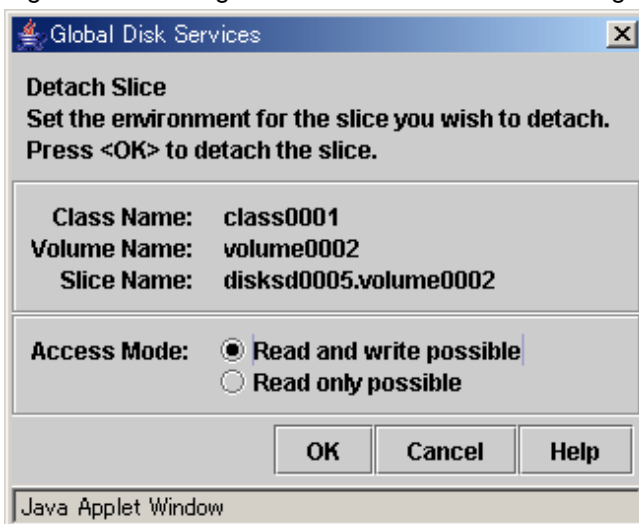 Global Disk Services
Detach Slice
Set the environment for the slice you wish to detach.
Press <OK> to detach the slice.
Class Name: class0001
Volume Name: volume0002
Slice Name: disksd0005.volume0002
Access Mode: Read and write possible
Read only possible
OK Cancel Help
Java Applet Window